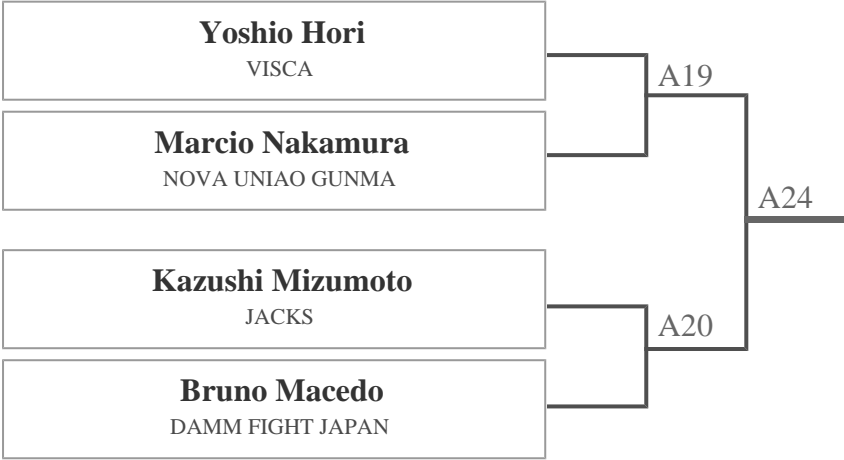 Yoshio Hori
VISCA
A19
Marcio Nakamura
NOVA UNIAO GUNMA
A24
Kazushi Mizumoto
JACKS
A20
Bruno Macedo
DAMM FIGHT JAPAN